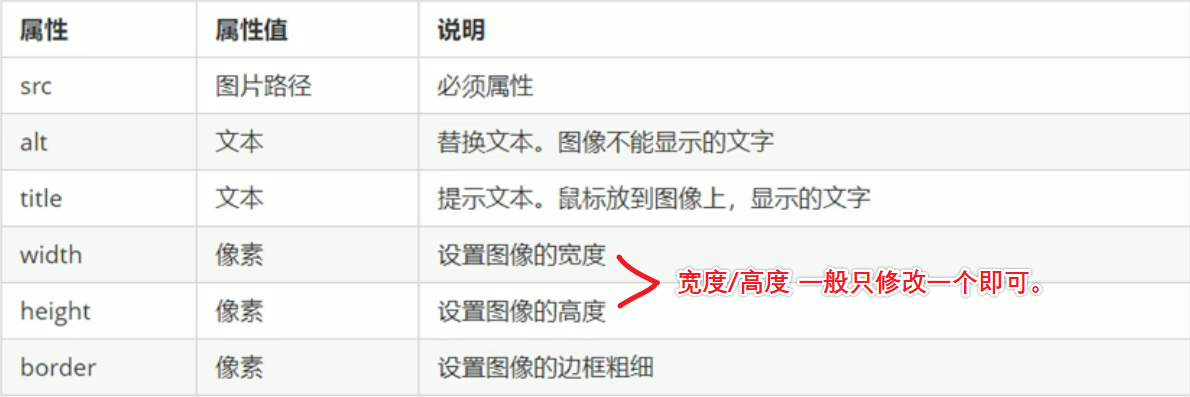 属性 属性值 说明
src 图片路径 必须属性
alt 文本 替换文本。图像不能显示的文字
title 文本 提示文本。鼠标放到图像上，显示的文字
width 像素 设置图像的宽度
宽度/高度 一般只修改一个即可。
height 像素 设置图像的高度
border 像素 设置图像的边框粗细